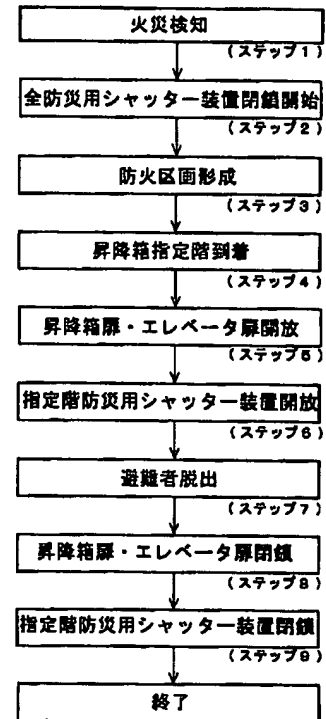 火災検知
(ステップ1)
全防災用シャッター装置閉鎖開始
(ステップ2)
防火区画形成
(ステップ3)
昇降箱指定階到着
(ステップ4)
昇降箱扉・エレベータ扉開放
(ステップ5)
指定階防災用シャッター装置開放
(ステップ6)
避難者脱出
(ステップ7)
昇降箱扉・エレベータ扉閉鎖
(ステップ8)
指定階防災用シャッター装置閉鎖
(ステップ9)
終了